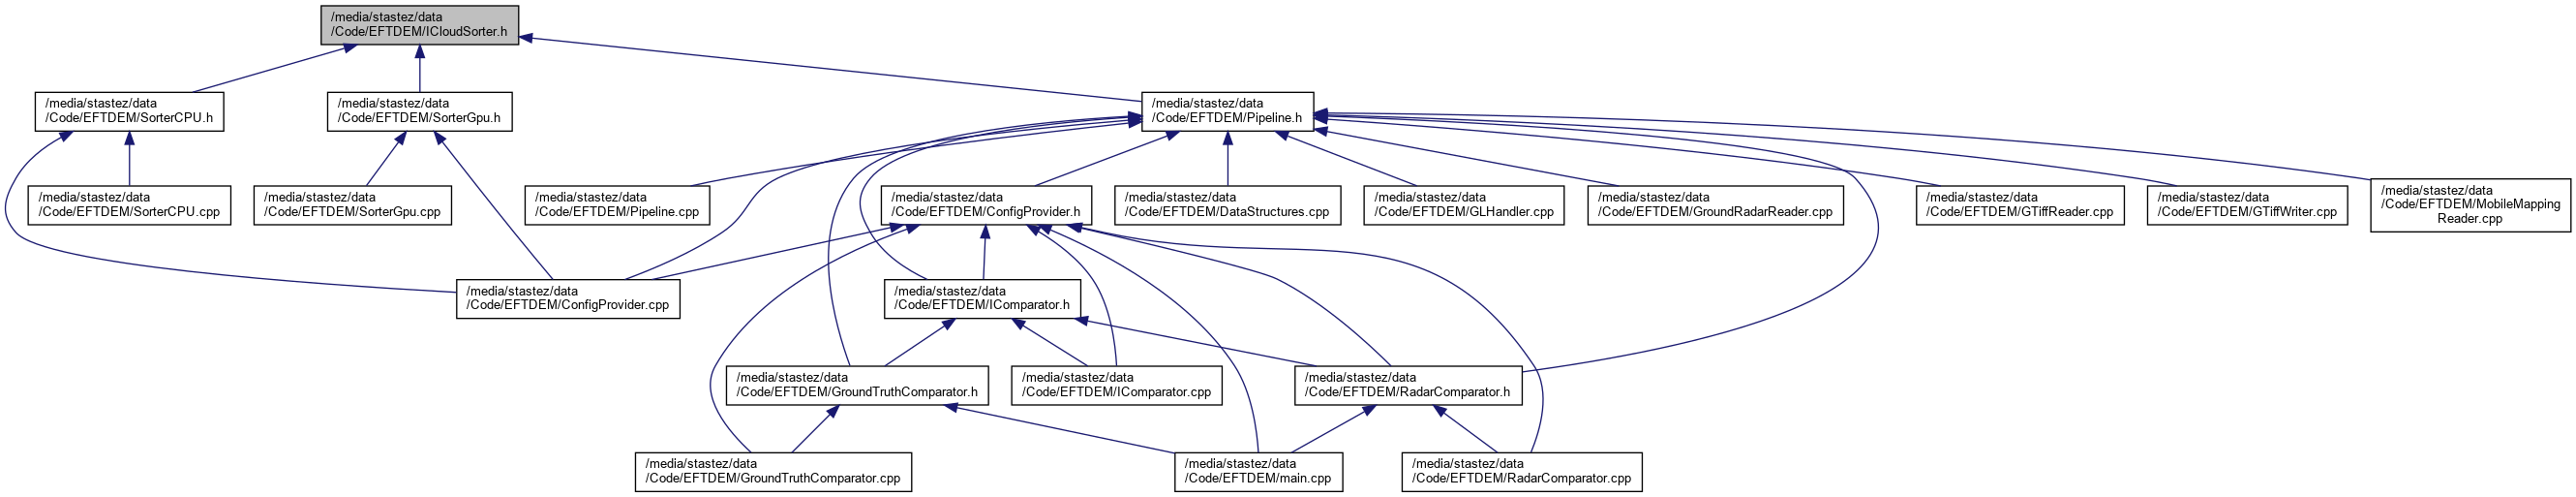 /media/stastez/data
/Code/EFTDEM/ICloudSorter.h
/media/stastez/data
/Code/EFTDEM/SorterCPU.h
/media/stastez/data
/Code/EFTDEM/SorterGpu.h
/media/stastez/data
/Code/EFTDEM/Pipeline.h
/media/stastez/data
/Code/EFTDEM/SorterCPU.cpp
/media/stastez/data
/Code/EFTDEM/SorterGpu.cpp
/media/stastez/data
/Code/EFTDEM/Pipeline.cpp
/media/stastez/data
/Code/EFTDEM/ConfigProvider.h
/media/stastez/data
/Code/EFTDEM/DataStructures.cpp
/media/stastez/data
/Code/EFTDEM/GLHandler.cpp
/media/stastez/data
/Code/EFTDEM/GroundRadarReader.cpp
/media/stastez/data
/Code/EFTDEM/GTiffReader.cpp
/media/stastez/data
/Code/EFTDEM/GTiffWriter.cpp
/media/stastez/data
/Code/EFTDEM/MobileMapping
Reader.cpp
/media/stastez/data
/Code/EFTDEM/ConfigProvider.cpp
/media/stastez/data
/Code/EFTDEM/IComparator.h
/media/stastez/data
/Code/EFTDEM/GroundTruthComparator.h
/media/stastez/data
/Code/EFTDEM/IComparator.cpp
/media/stastez/data
/Code/EFTDEM/RadarComparator.h
/media/stastez/data
/Code/EFTDEM/GroundTruthComparator.cpp
/media/stastez/data
/Code/EFTDEM/main.cpp
/media/stastez/data
/Code/EFTDEM/RadarComparator.cpp